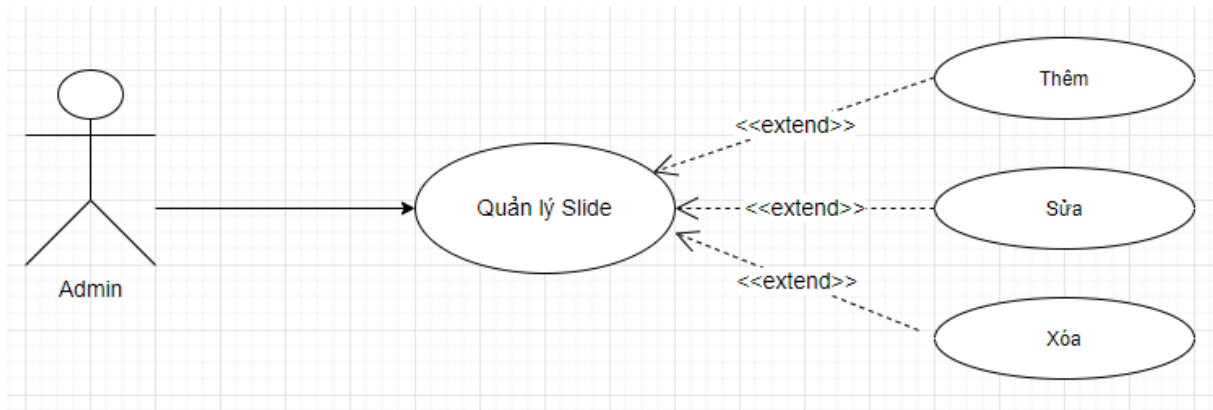 Thêm
<<extend>>
Quản lý Slide
<<extend>>
Sửa
Admin
<<extend>>
Xóa